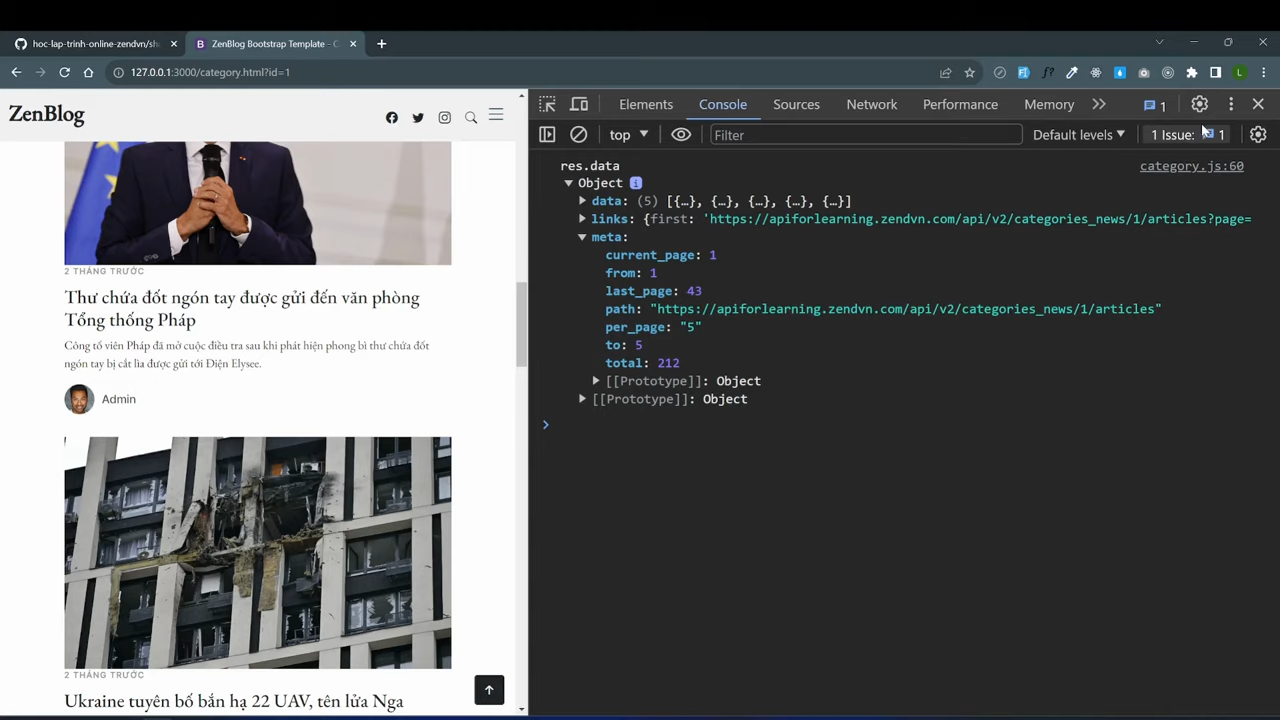 hoc-lap-trinh-online-zendvn/sh
ZenBlog Bootstrap Template - C
127.0.0.1:3000/category.html?id=1
ZenBlog
2 THÁNG TRƯỚC
Thư chứa đốt ngón tay được gửi đến văn phòng
Tổng thống Pháp
Công tố viên Pháp đã mở cuộc điều tra sau khi phát hiện phong bì thư chứa đốt
ngón tay bị cắt lìa được gửi tới Điện Elysee.
Admin
2 THÁNG TRƯỚC
Ukraine tuyên bố bắn hạ 22 UAV, tên lửa Nga
Elements Console Sources Network Performance Memory 1
top Filter Default levels 1 Issue: 1
res.data category.js:60
Object
data: (5) [{…}, {…}, {…}, {…}, {…}]
links: {first: 'https://apiforlearning.zendvn.com/api/v2/categories_news/1/articles?page=
meta:
current_page: 1
from: 1
last_page: 43
path: "https://apiforlearning.zendvn.com/api/v2/categories_news/1/articles"
per_page: "5"
to: 5
total: 212
[[Prototype]]: Object
[[Prototype]]: Object